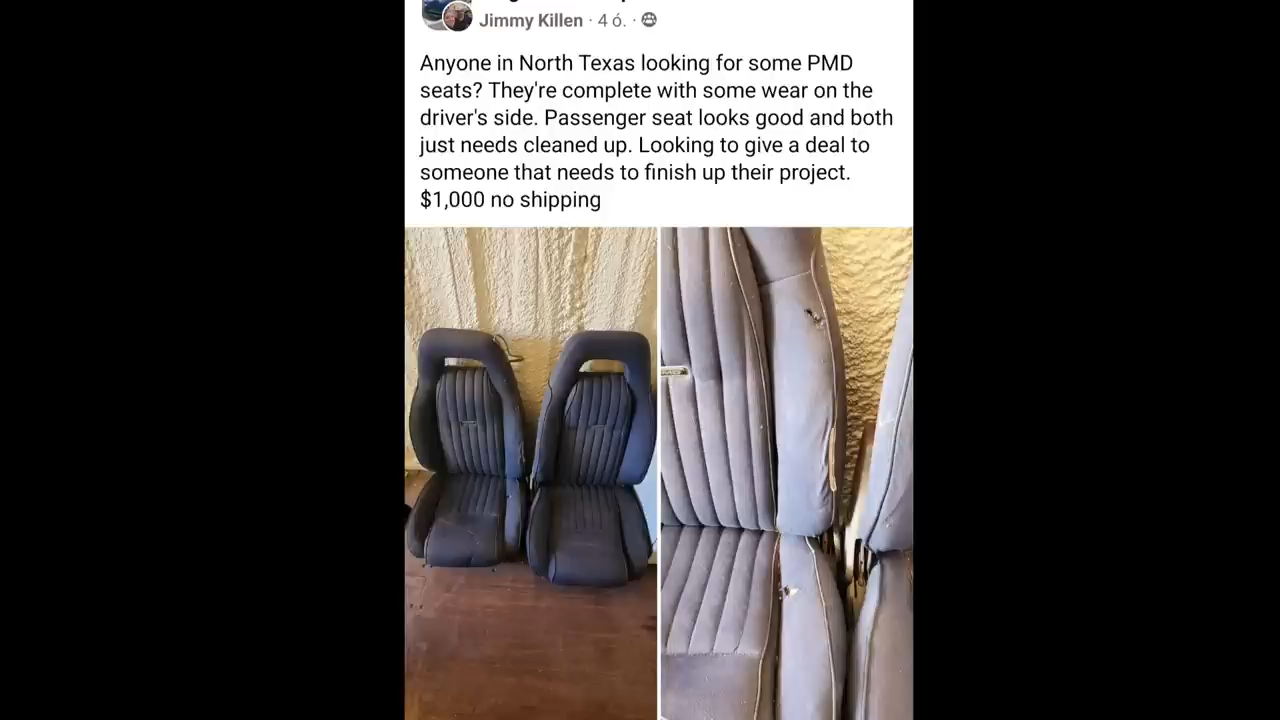 Jimmy Killen · 4 ó. ·
Anyone in North Texas looking for some PMD
seats? They're complete with some wear on the
driver's side. Passenger seat looks good and both
just needs cleaned up. Looking to give a deal to
someone that needs to finish up their project.
$1,000 no shipping